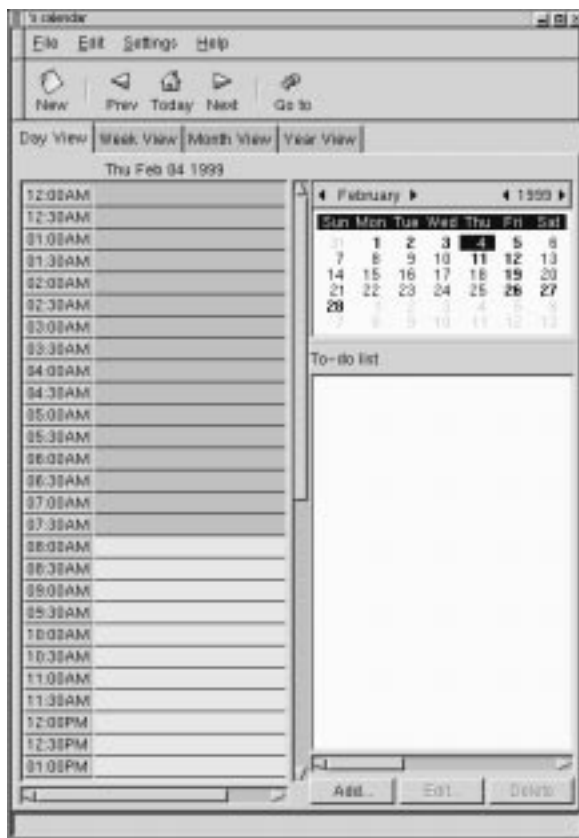 's calendar
File Edit Settings Help
New Prev Today Next Go to
Day View Week View Month View Year View
Thu Feb 04 1999
12:00AM
12:30AM
01:00AM
01:30AM
02:00AM
02:30AM
03:00AM
03:30AM
04:00AM
04:30AM
05:00AM
05:30AM
06:00AM
06:30AM
07:00AM
07:30AM
08:00AM
08:30AM
09:00AM
09:30AM
10:00AM
10:30AM
11:00AM
11:30AM
12:00PM
12:30PM
01:00PM
February 1999
Sun Mon Tue Wed Thu Fri Sat
31 1 2 3 4 5 6
7 8 9 10 11 12 13
14 15 16 17 18 19 20
21 22 23 24 25 26 27
28 1 2 3 4 5 6
7 8 9 10 11 12 13
To-do list
Add... Edit... Delete